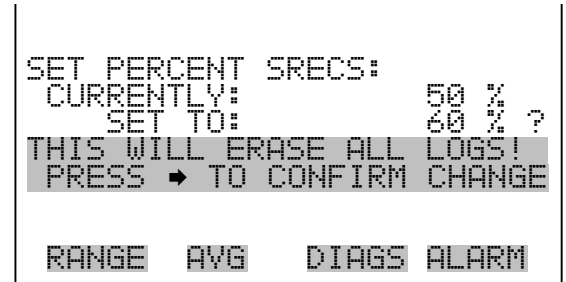 SET PERCENT SRECS:
CURRENTLY: 50 %
SET TO: 60 % ?
THIS WILL ERASE ALL LOGS!
PRESS ➡ TO CONFIRM CHANGE
RANGE AVG DIAGS ALARM